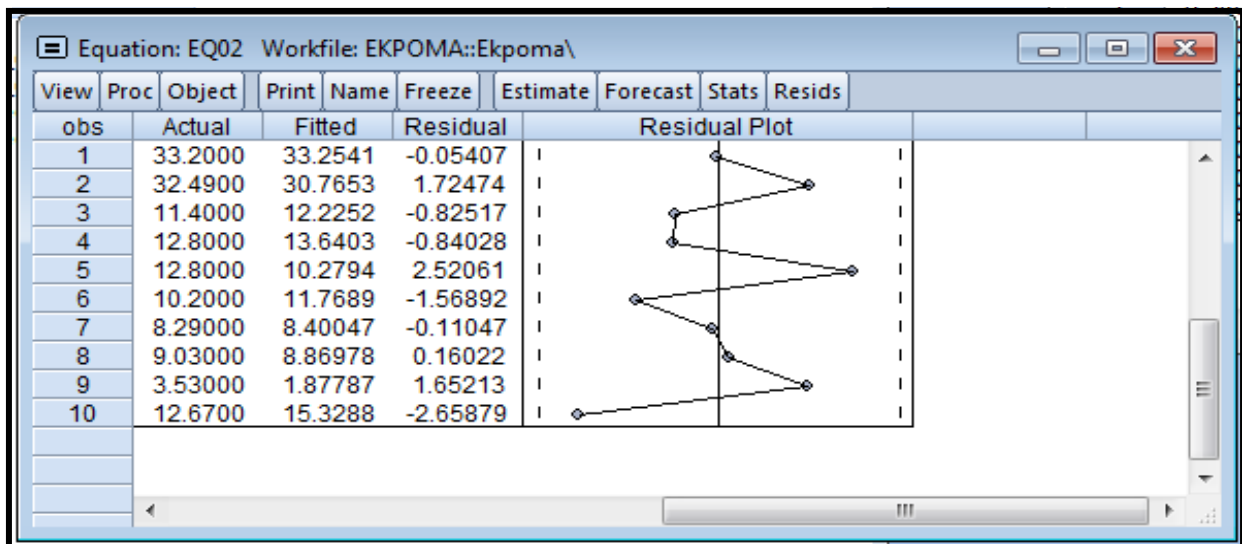 Equation: EQ02 Workfile: EKPOMA::Ekpoma\
View Proc Object Print Name Freeze Estimate Forecast Stats Resids
obs Actual Fitted Residual Residual Plot
1 33.2000 33.2541 -0.05407
2 32.4900 30.7653 1.72474
3 11.4000 12.2252 -0.82517
4 12.8000 13.6403 -0.84028
5 12.8000 10.2794 2.52061
6 10.2000 11.7689 -1.56892
7 8.29000 8.40047 -0.11047
8 9.03000 8.86978 0.16022
9 3.53000 1.87787 1.65213
10 12.6700 15.3288 -2.65879